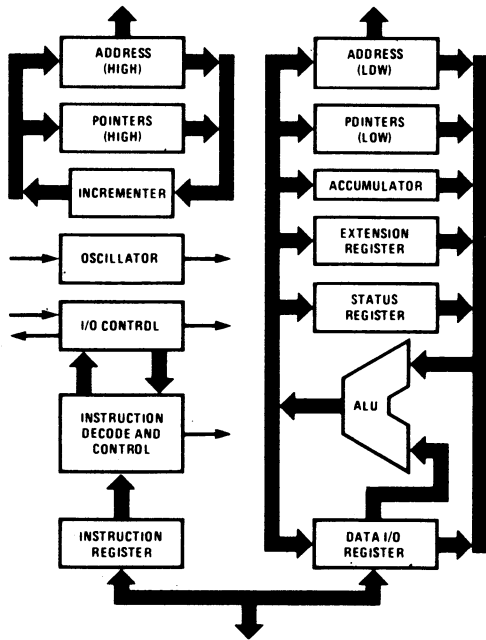 ADDRESS
(HIGH)
POINTERS
(HIGH)
INCREMENTER
OSCILLATOR
I/O CONTROL
INSTRUCTION
DECODE AND
CONTROL
INSTRUCTION
REGISTER
ADDRESS
(LOW)
POINTERS
(LOW)
ACCUMULATOR
EXTENSION
REGISTER
STATUS
REGISTER
ALU
DATA I/O
REGISTER